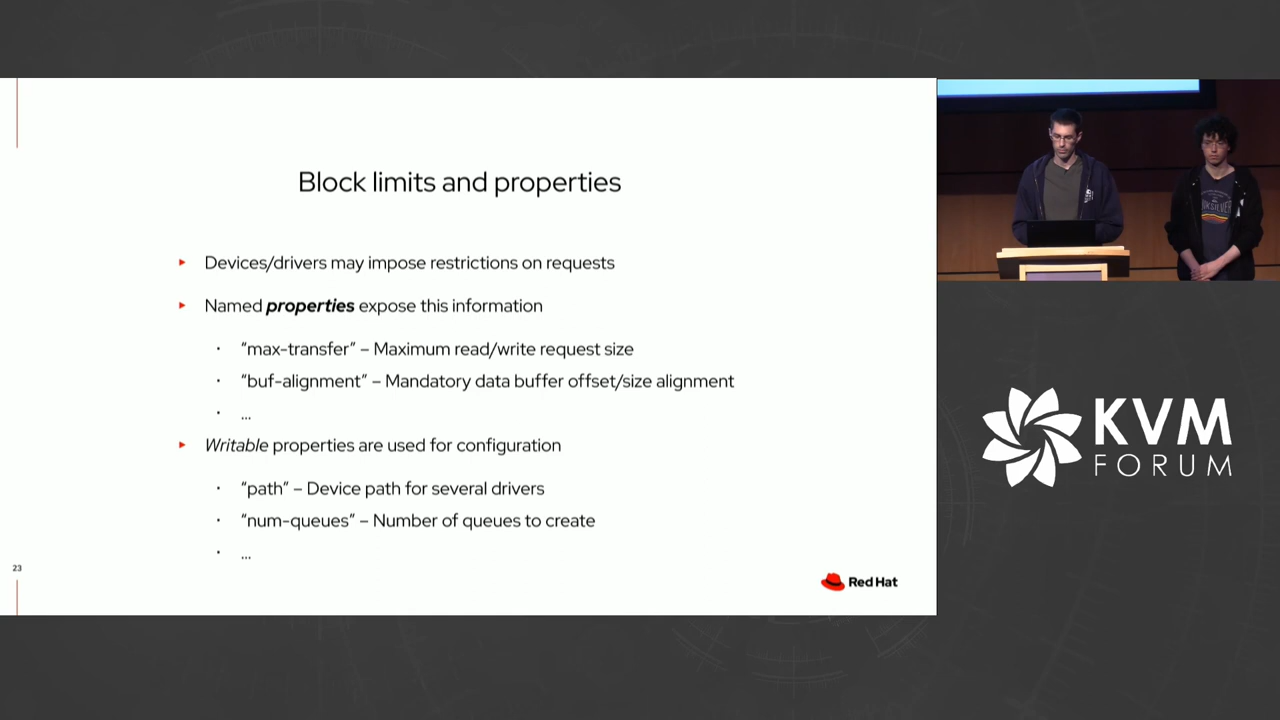 Block limits and properties
Devices/drivers may impose restrictions on requests
Named properties expose this information
“max-transfer” – Maximum read/write request size
“buf-alignment” – Mandatory data buffer offset/size alignment
...
Writable properties are used for configuration
“path” – Device path for several drivers
“num-queues” – Number of queues to create
...
23
Red Hat
KVM
FORUM